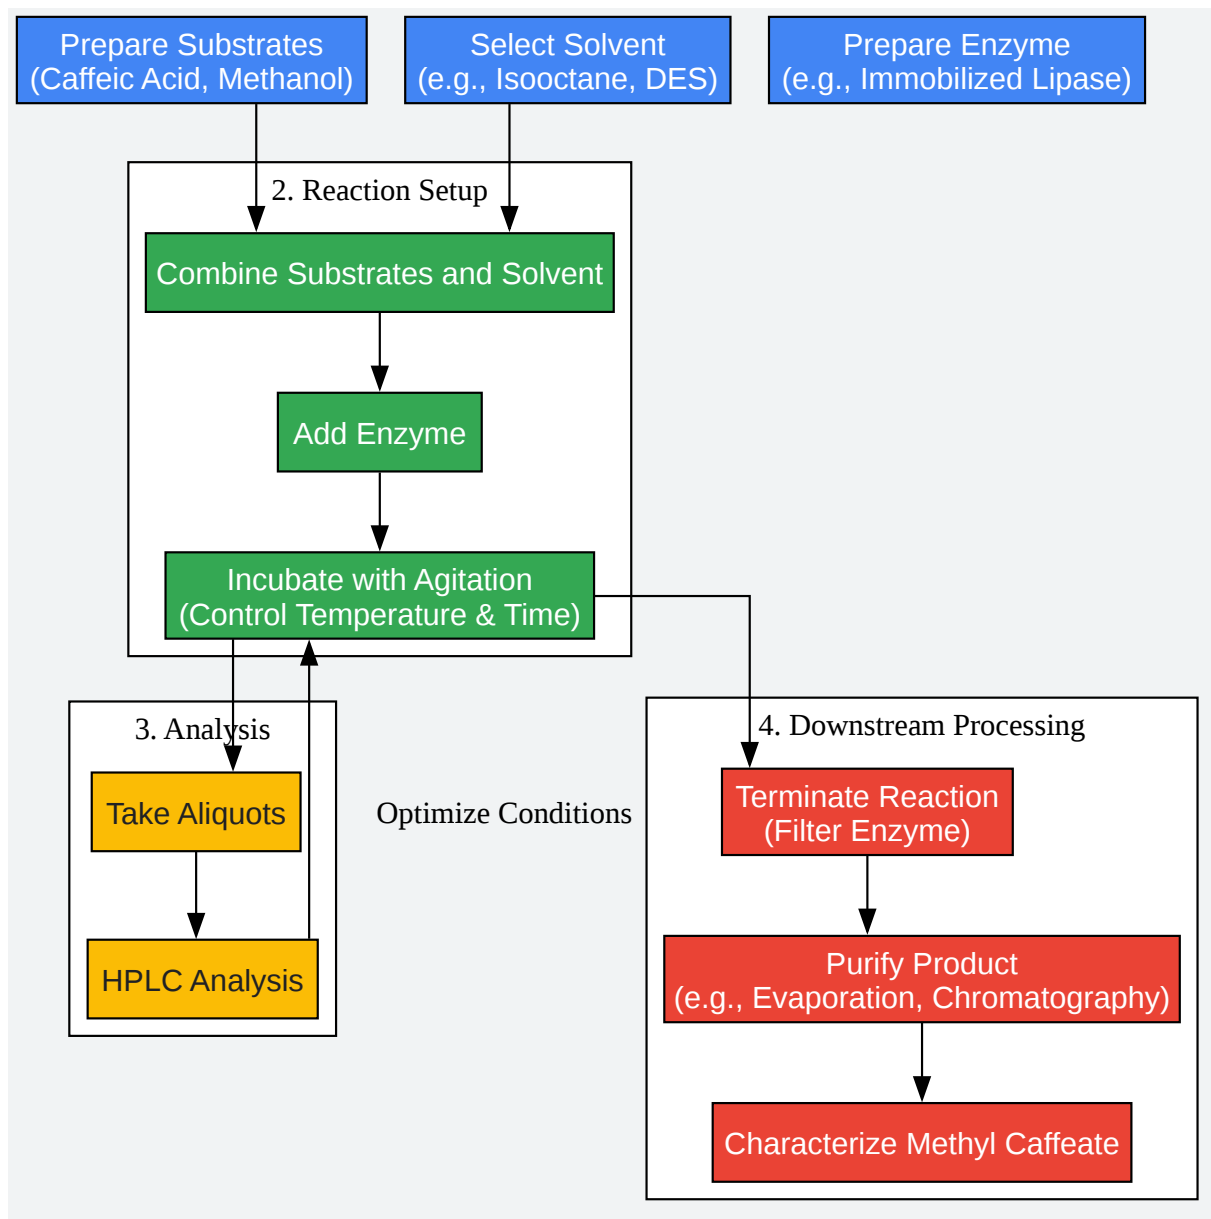 Prepare Substrates
(Caffeic Acid, Methanol)
Select Solvent
(e.g., Isooctane, DES)
Prepare Enzyme
(e.g., Immobilized Lipase)
2. Reaction Setup
Combine Substrates and Solvent
Add Enzyme
Incubate with Agitation
(Control Temperature & Time)
3. Analysis
Take Aliquots
HPLC Analysis
Optimize Conditions
4. Downstream Processing
Terminate Reaction
(Filter Enzyme)
Purify Product
(e.g., Evaporation, Chromatography)
Characterize Methyl Caffeate